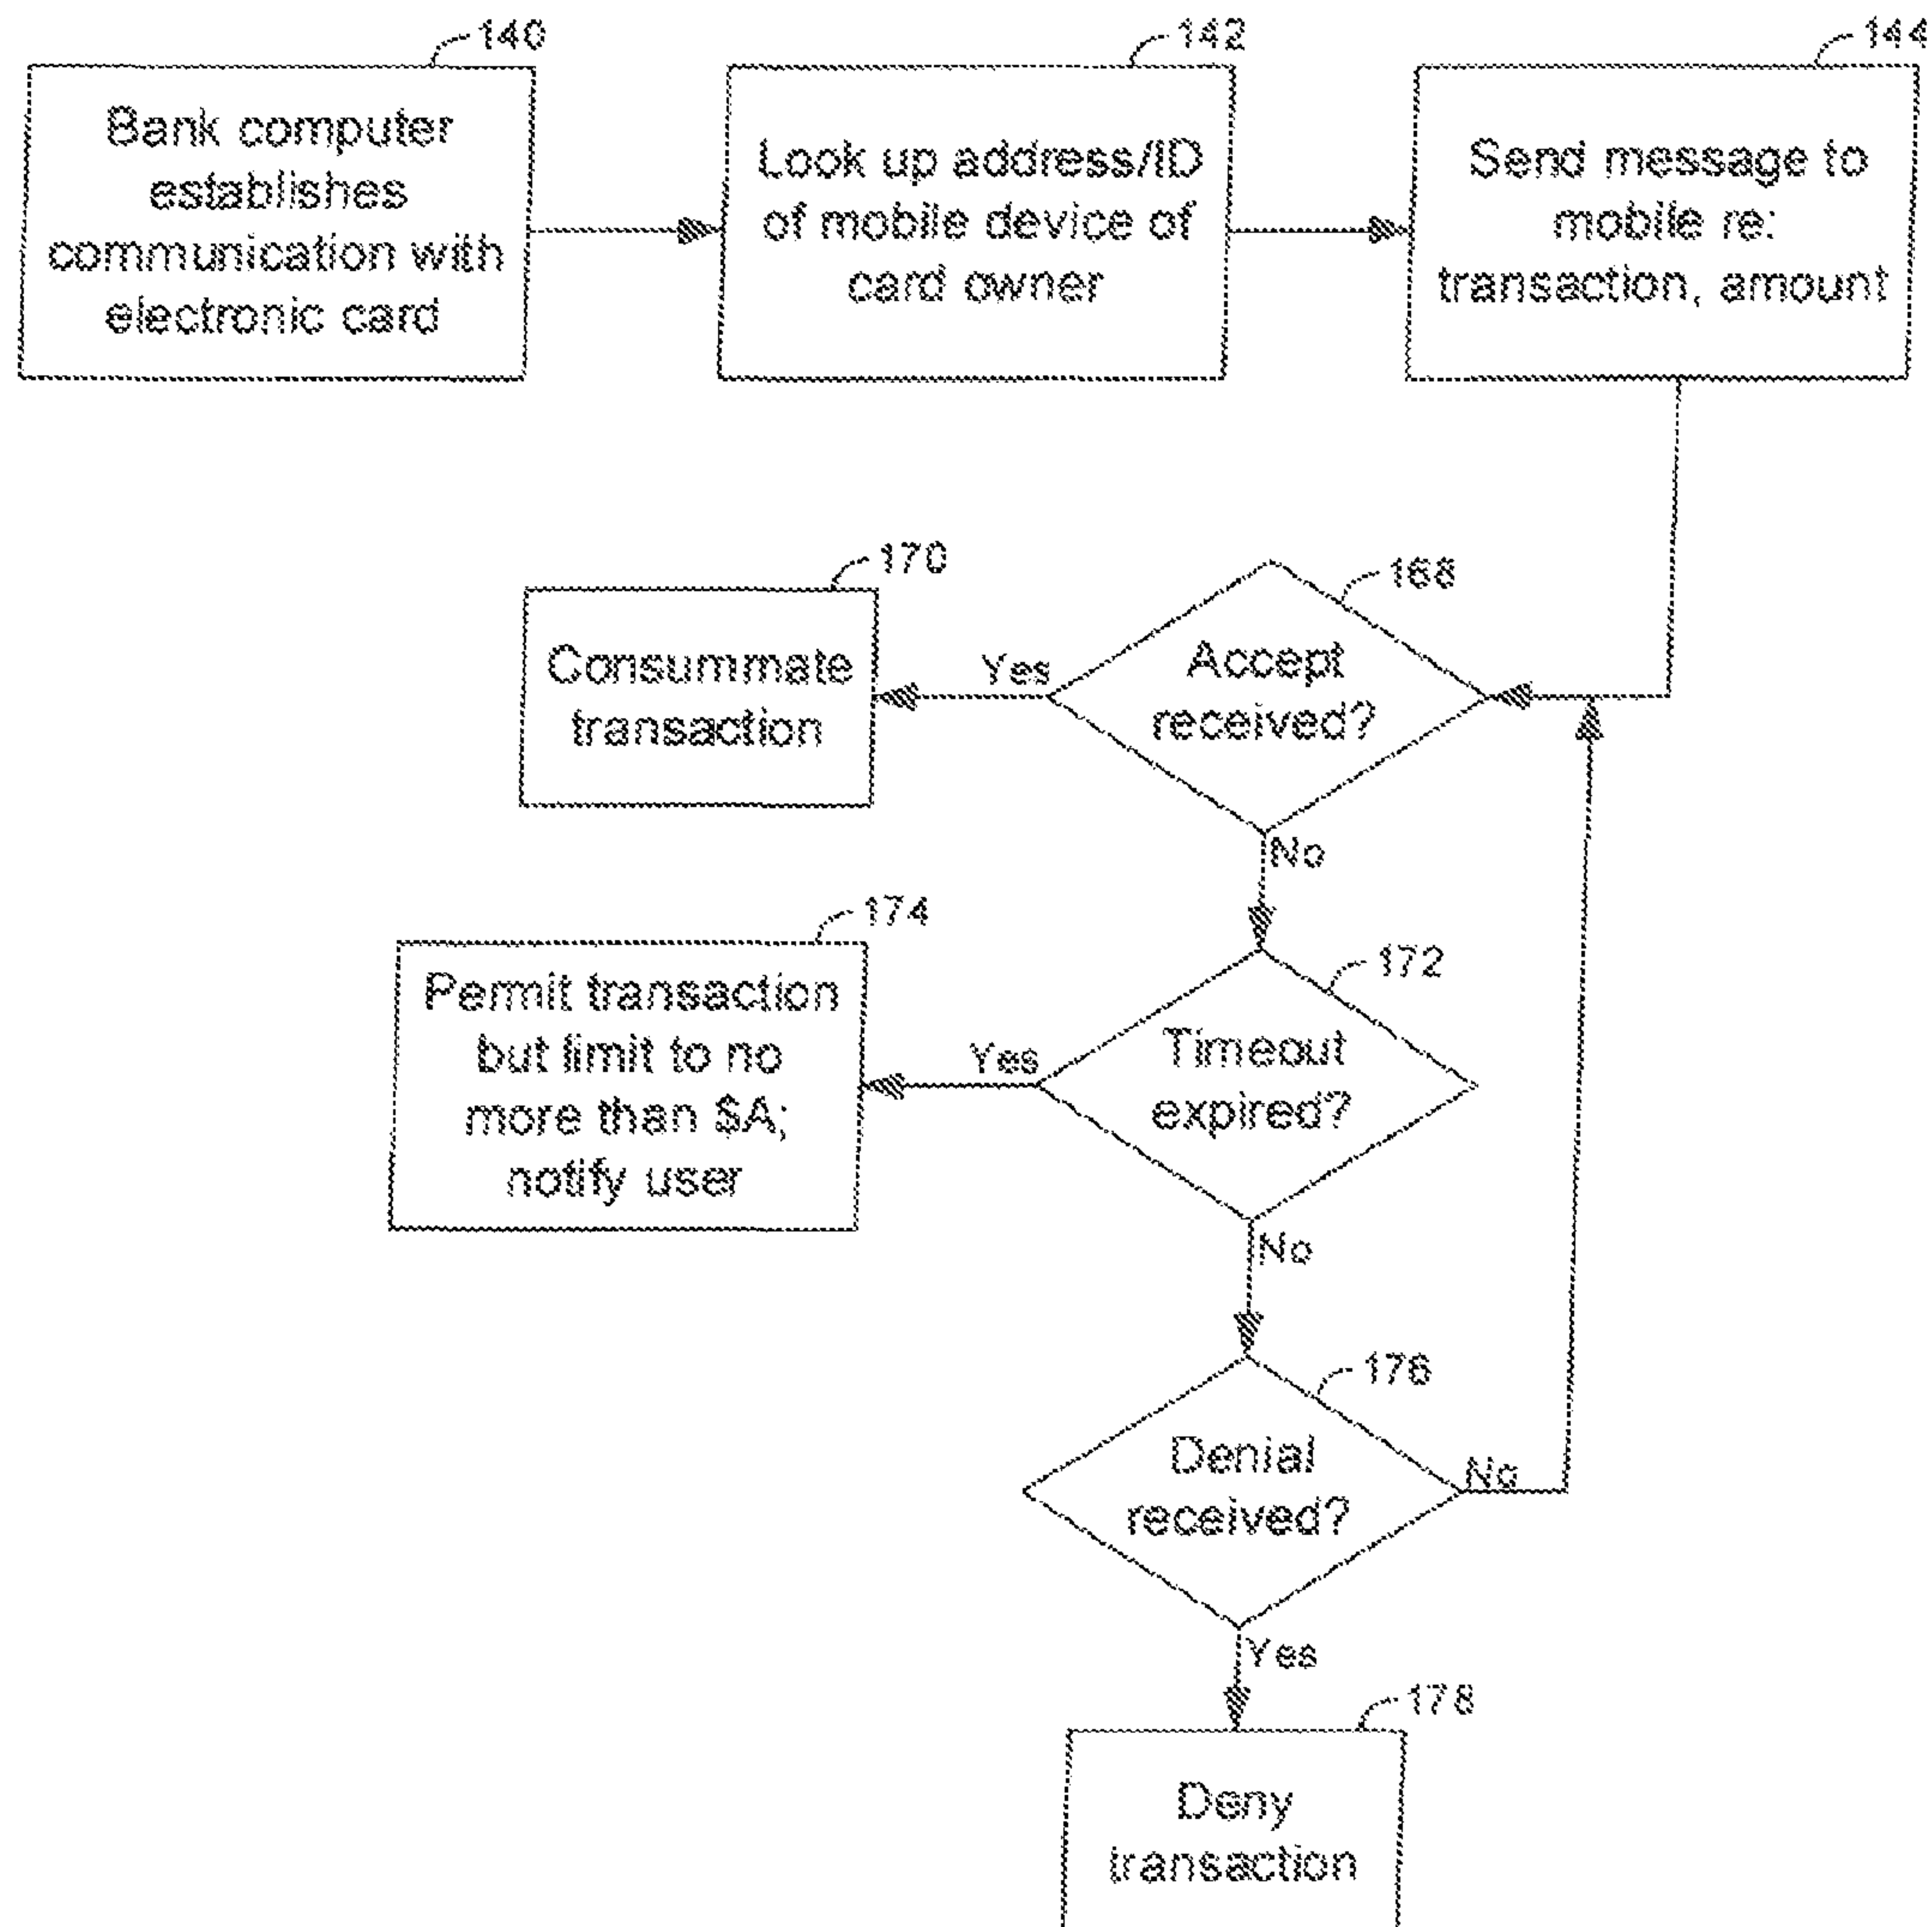 140
Bank computer
establishes
communication with
electronic card
142
Look up address/ID
of mobile device of
card owner
144
Send message to
mobile re:
transaction, amount
170
Consummate
transaction
168
Accept
received?
Yes
No
174
Permit transaction
but limit to no
more than $A;
notify user
172
Timeout
expired?
Yes
No
176
Denial
received?
No
Yes
178
Deny
transaction